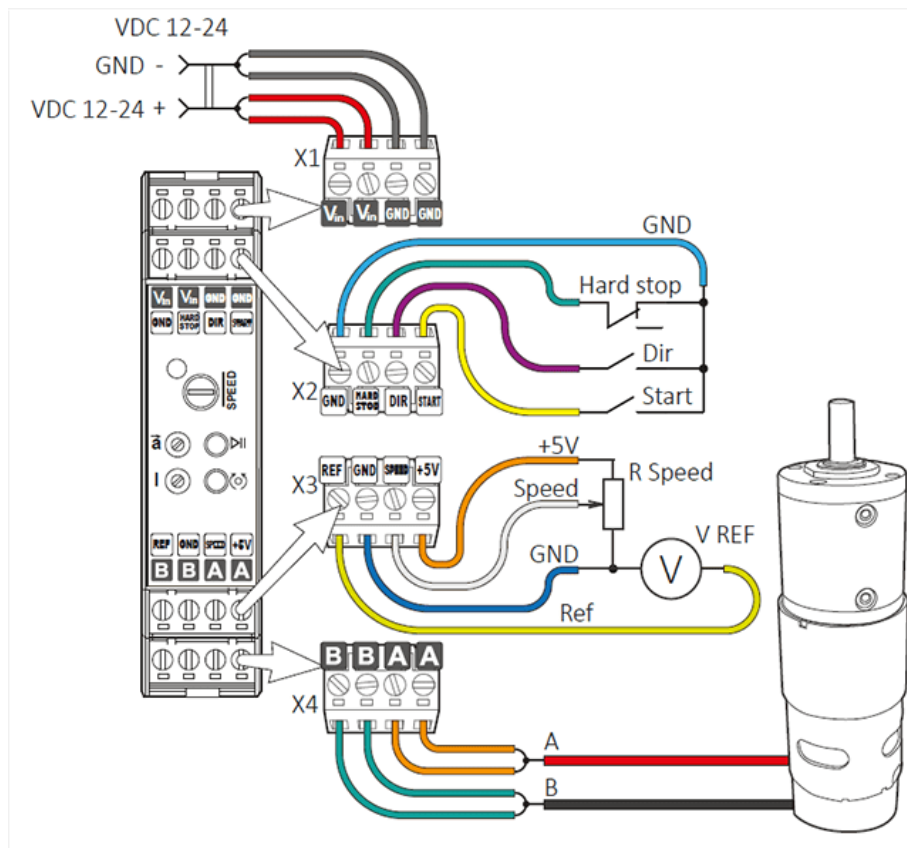 VDC 12-24
GND -
VDC 12-24 +
X1
Vin Vin GND GND
GND
Hard stop
Dir
Start
X2
GND HARD STOP DIR START
Vin Vin GND GND
GND HARD STOP DIR
SPEED
I
REF GND SPEED +5V
B B A A
X3
REF GND SPEED +5V
+5V
Speed
R Speed
GND
V REF
V
Ref
B B A A
X4
A
B